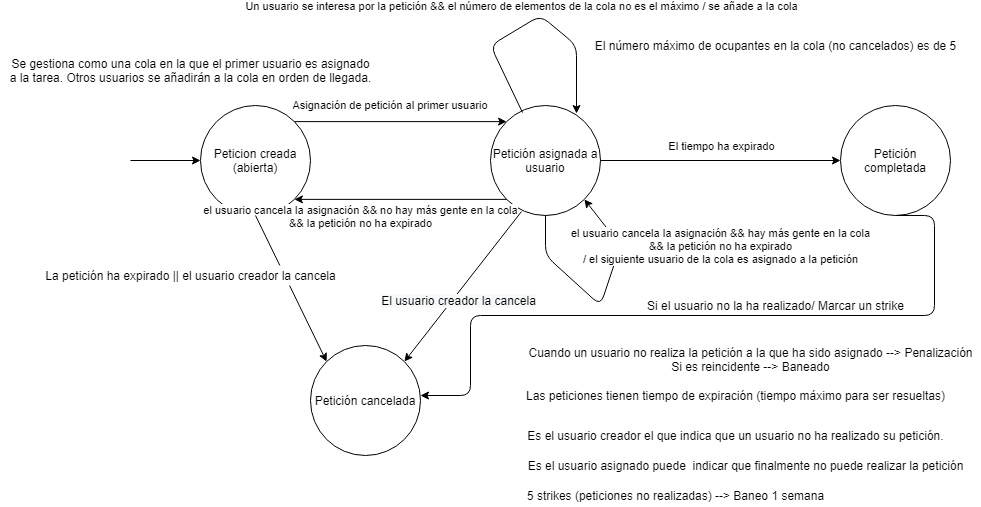 Un usuario se interesa por la petición && el número de elementos de la cola no es el máximo / se añade a la cola
El número máximo de ocupantes en la cola (no cancelados) es de 5
Se gestiona como una cola en la que el primer usuario es asignado
a la tarea. Otros usuarios se añadirán a la cola en orden de llegada.
Asignación de petición al primer usuario
El tiempo ha expirado
Peticion creada
(abierta)
Petición asignada a
usuario
Petición
completada
el usuario cancela la asignación && no hay más gente en la cola
&& la petición no ha expirado
el usuario cancela la asignación && hay más gente en la cola
&& la petición no ha expirado
/ el siguiente usuario de la cola es asignado a la petición
La petición ha expirado || el usuario creador la cancela
El usuario creador la cancela
Si el usuario no la ha realizado/ Marcar un strike
Petición cancelada
Cuando un usuario no realiza la petición a la que ha sido asignado --> Penalización
Si es reincidente --> Baneado
Las peticiones tienen tiempo de expiración (tiempo máximo para ser resueltas)
Es el usuario creador el que indica que un usuario no ha realizado su petición.
Es el usuario asignado puede  indicar que finalmente no puede realizar la petición
5 strikes (peticiones no realizadas) --> Baneo 1 semana